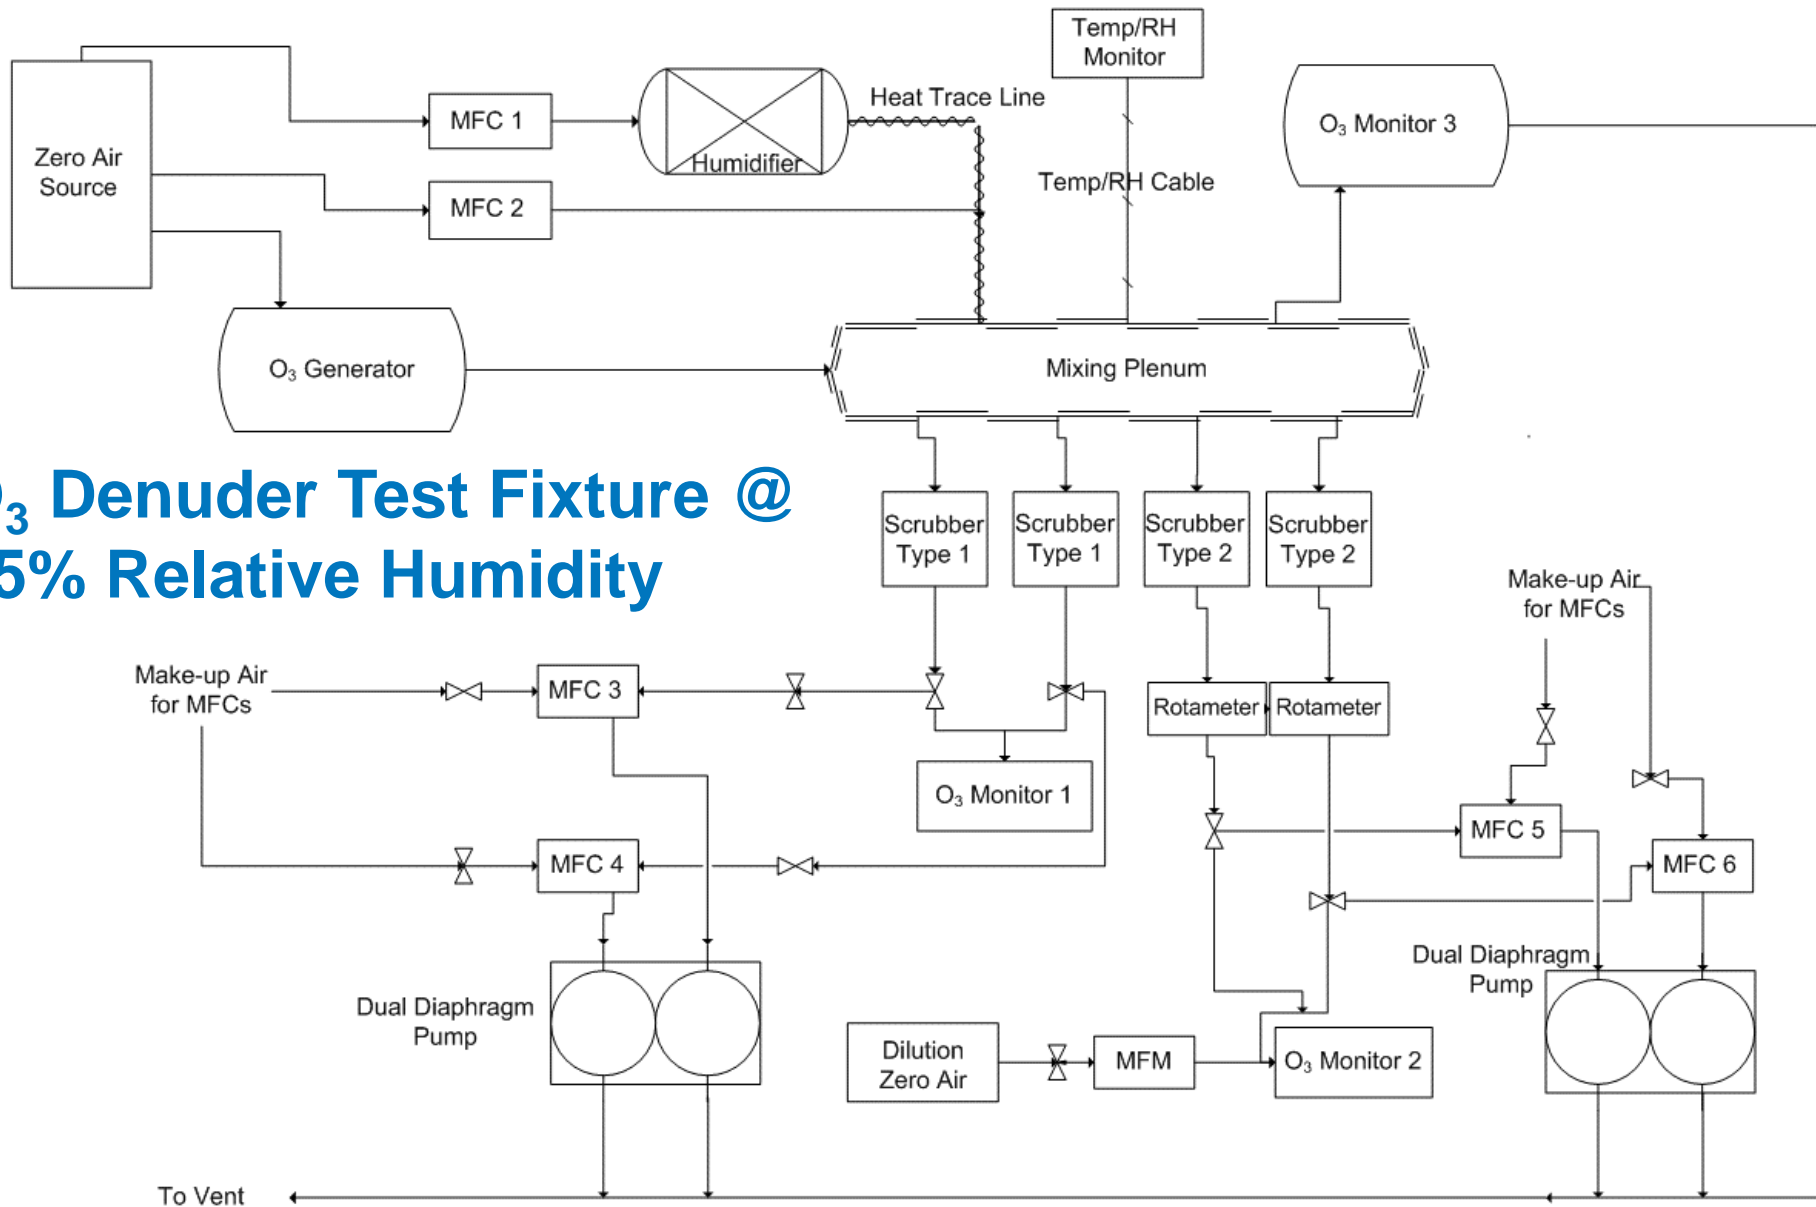 Temp/RH
Monitor
Heat Trace Line
MFC 1
O₃ Monitor 3
Zero Air
Source
Humidifier
Temp/RH Cable
MFC 2
O₃ Generator
Mixing Plenum
₃ Denuder Test Fixture @
5% Relative Humidity
Scrubber
Type 1
Scrubber
Type 1
Scrubber
Type 2
Scrubber
Type 2
Make-up Air
for MFCs
Make-up Air
for MFCs
MFC 3
Rotameter
Rotameter
O₃ Monitor 1
MFC 5
MFC 4
MFC 6
Dual Diaphragm
Pump
Dual Diaphragm
Pump
Dilution
Zero Air
MFM
O₃ Monitor 2
To Vent